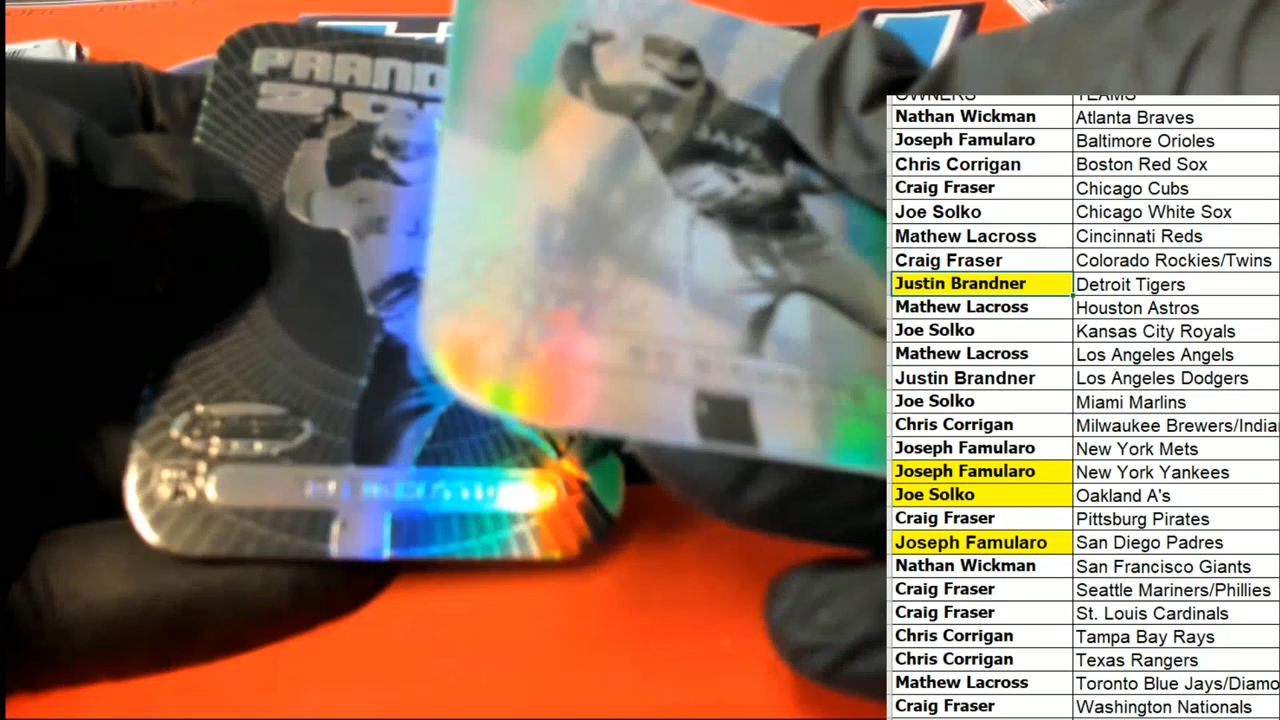 OWNERS TEAMS
Nathan Wickman Atlanta Braves
Joseph Famularo Baltimore Orioles
Chris Corrigan Boston Red Sox
Craig Fraser Chicago Cubs
Joe Solko Chicago White Sox
Mathew Lacross Cincinnati Reds
Craig Fraser Colorado Rockies/Twins
Justin Brandner Detroit Tigers
Mathew Lacross Houston Astros
Joe Solko Kansas City Royals
Mathew Lacross Los Angeles Angels
Justin Brandner Los Angeles Dodgers
Joe Solko Miami Marlins
Chris Corrigan Milwaukee Brewers/India
Joseph Famularo New York Mets
Joseph Famularo New York Yankees
Joe Solko Oakland A's
Craig Fraser Pittsburg Pirates
Joseph Famularo San Diego Padres
Nathan Wickman San Francisco Giants
Craig Fraser Seattle Mariners/Phillies
Craig Fraser St. Louis Cardinals
Chris Corrigan Tampa Bay Rays
Chris Corrigan Texas Rangers
Mathew Lacross Toronto Blue Jays/Diamo
Craig Fraser Washington Nationals